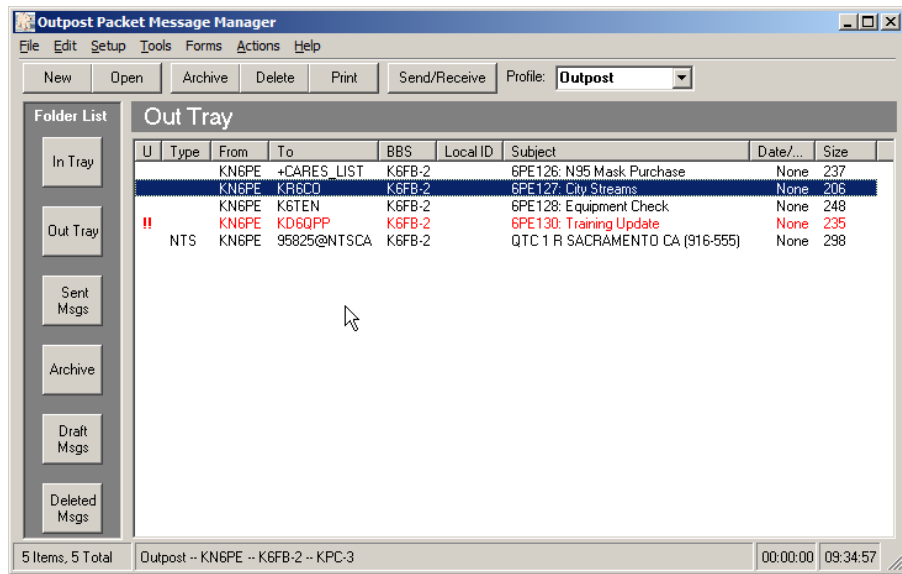 Outpost Packet Message Manager
File Edit Setup Tools Forms Actions Help
New Open Archive Delete Print Send/Receive Profile: Outpost
Folder List
Out Tray
In Tray
Out Tray
Sent Msgs
Archive
Draft Msgs
Deleted Msgs
U Type From To BBS Local ID Subject Date/... Size
KN6PE +CARES_LIST K6FB-2 6PE126: N95 Mask Purchase None 237
KN6PE KR6CO K6FB-2 6PE127: City Streams None 206
KN6PE K6TEN K6FB-2 6PE128: Equipment Check None 248
!! KN6PE KD6QPP K6FB-2 6PE130: Training Update None 235
NTS KN6PE 95825@NTSCA K6FB-2 QTC 1 R SACRAMENTO CA (916-555) None 298
5 Items, 5 Total Outpost -- KN6PE -- K6FB-2 -- KPC-3 00:00:00 09:34:57